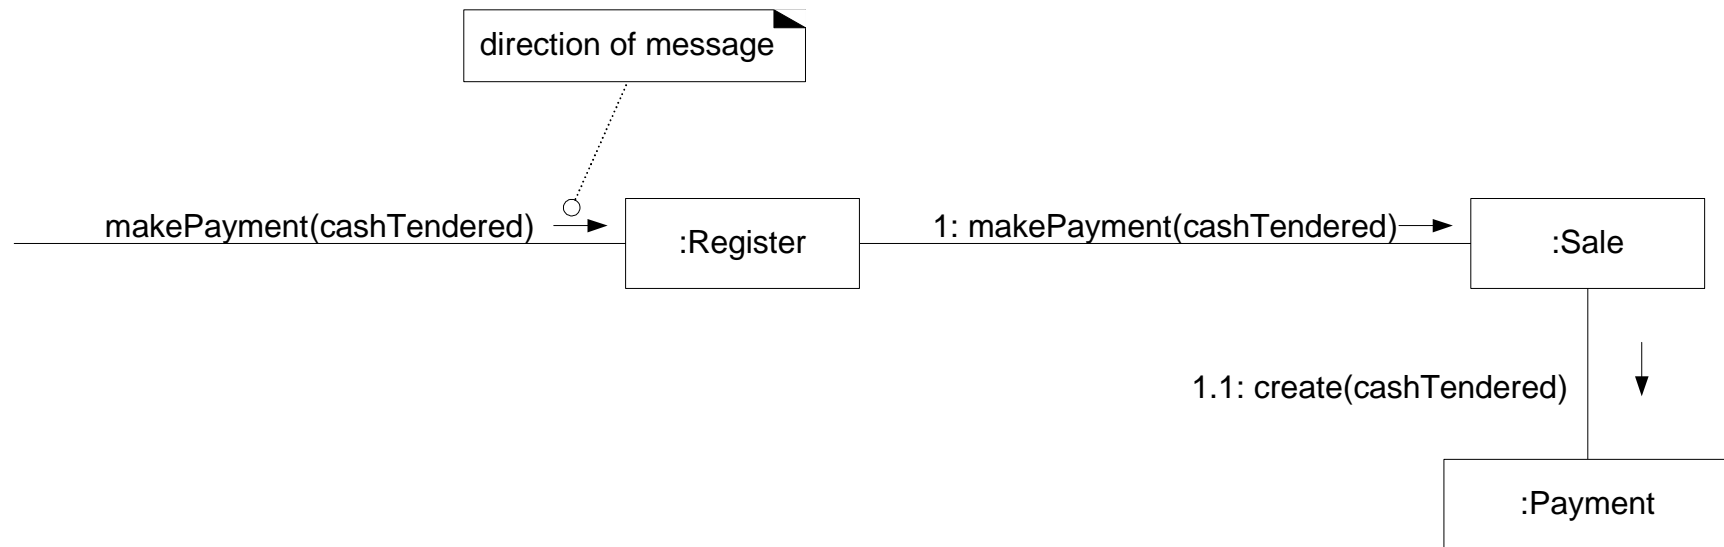 direction of message
makePayment(cashTendered)
:Register
1: makePayment(cashTendered)
:Sale
1.1: create(cashTendered)
:Payment